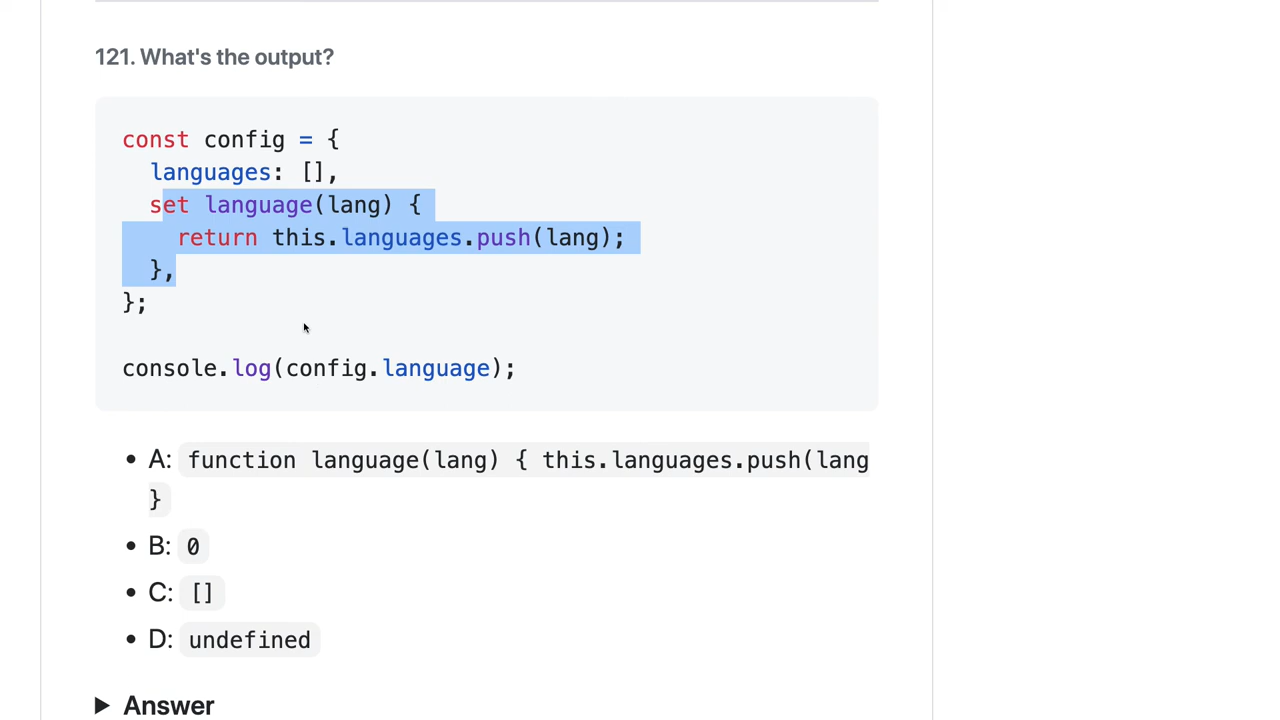 121. What's the output?
const config = {
  languages: [],
  set language(lang) {
    return this.languages.push(lang);
  },
};
console.log(config.language);
• A: function language(lang) { this.languages.push(lang
}
• B: 0
• C: []
• D: undefined
▶ Answer